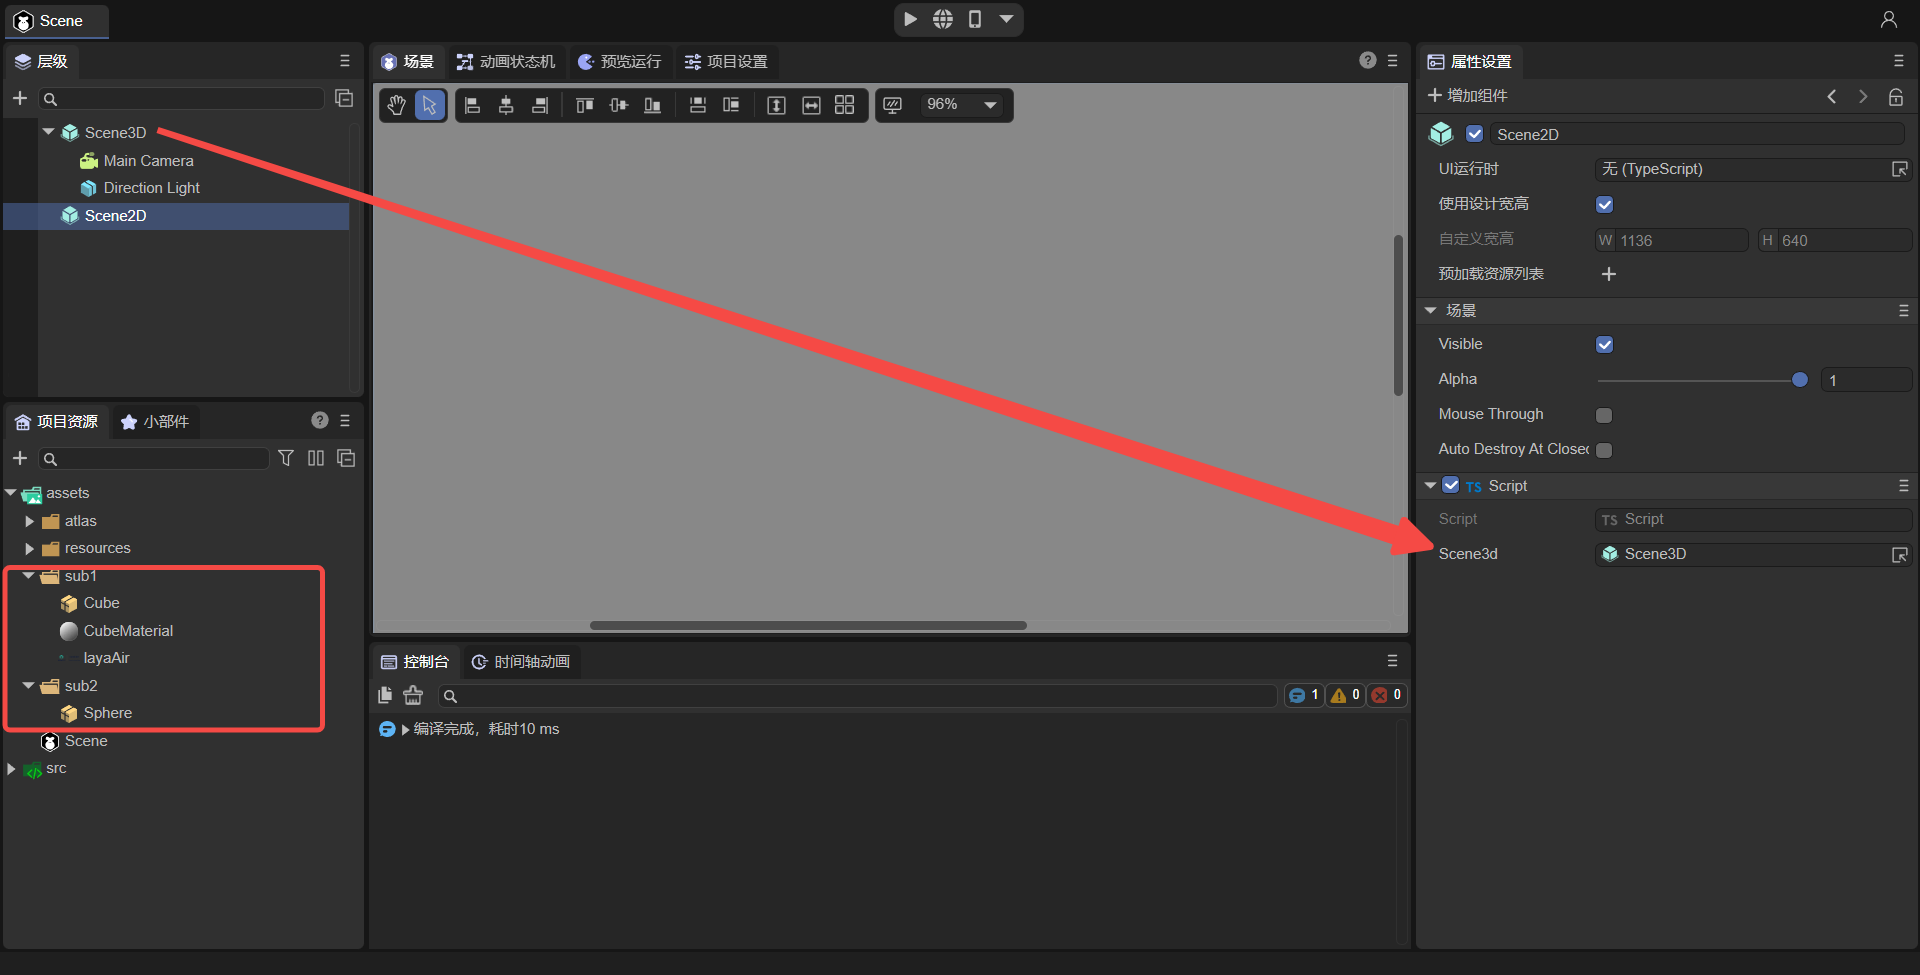 Scene
层级
Scene3D
Main Camera
Direction Light
Scene2D
项目资源
小部件
?
assets
atlas
resources
sub1
Cube
CubeMaterial
layaAir
sub2
Sphere
Scene
src
场景
动画状态机
预览运行
项目设置
?
96%
控制台
时间轴动画
1
0
0
编译完成，耗时10 ms
属性设置
增加组件
Scene2D
UI运行时
无 (TypeScript)
使用设计宽高
自定义宽高
W 1136
H 640
预加载资源列表
场景
Visible
Alpha
1
Mouse Through
Auto Destroy At Closed
TS Script
Script
TS Script
Scene3d
Scene3D